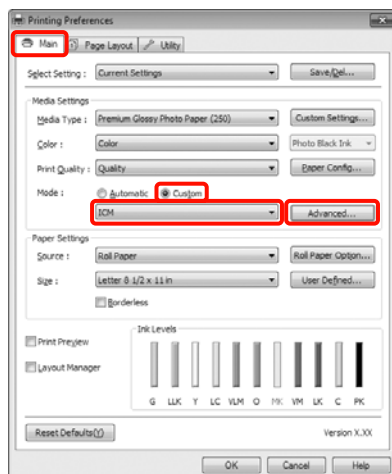 Printing Preferences
Main Page Layout Utility
Select Setting : Current Settings Save/Del...
Media Settings
Media Type : Premium Glossy Photo Paper (250) Custom Settings...
Color : Color Photo Black Ink
Print Quality : Quality Paper Config...
Mode : Automatic Custom
ICM Advanced...
Paper Settings
Source : Roll Paper Roll Paper Option...
Size : Letter 8 1/2 x 11 in User Defined...
Borderless
Print Preview
Layout Manager
Ink Levels
G LLK Y LC VLM O MK VM LK C PK
Reset Defaults(Y) Version X.XX
OK Cancel Help